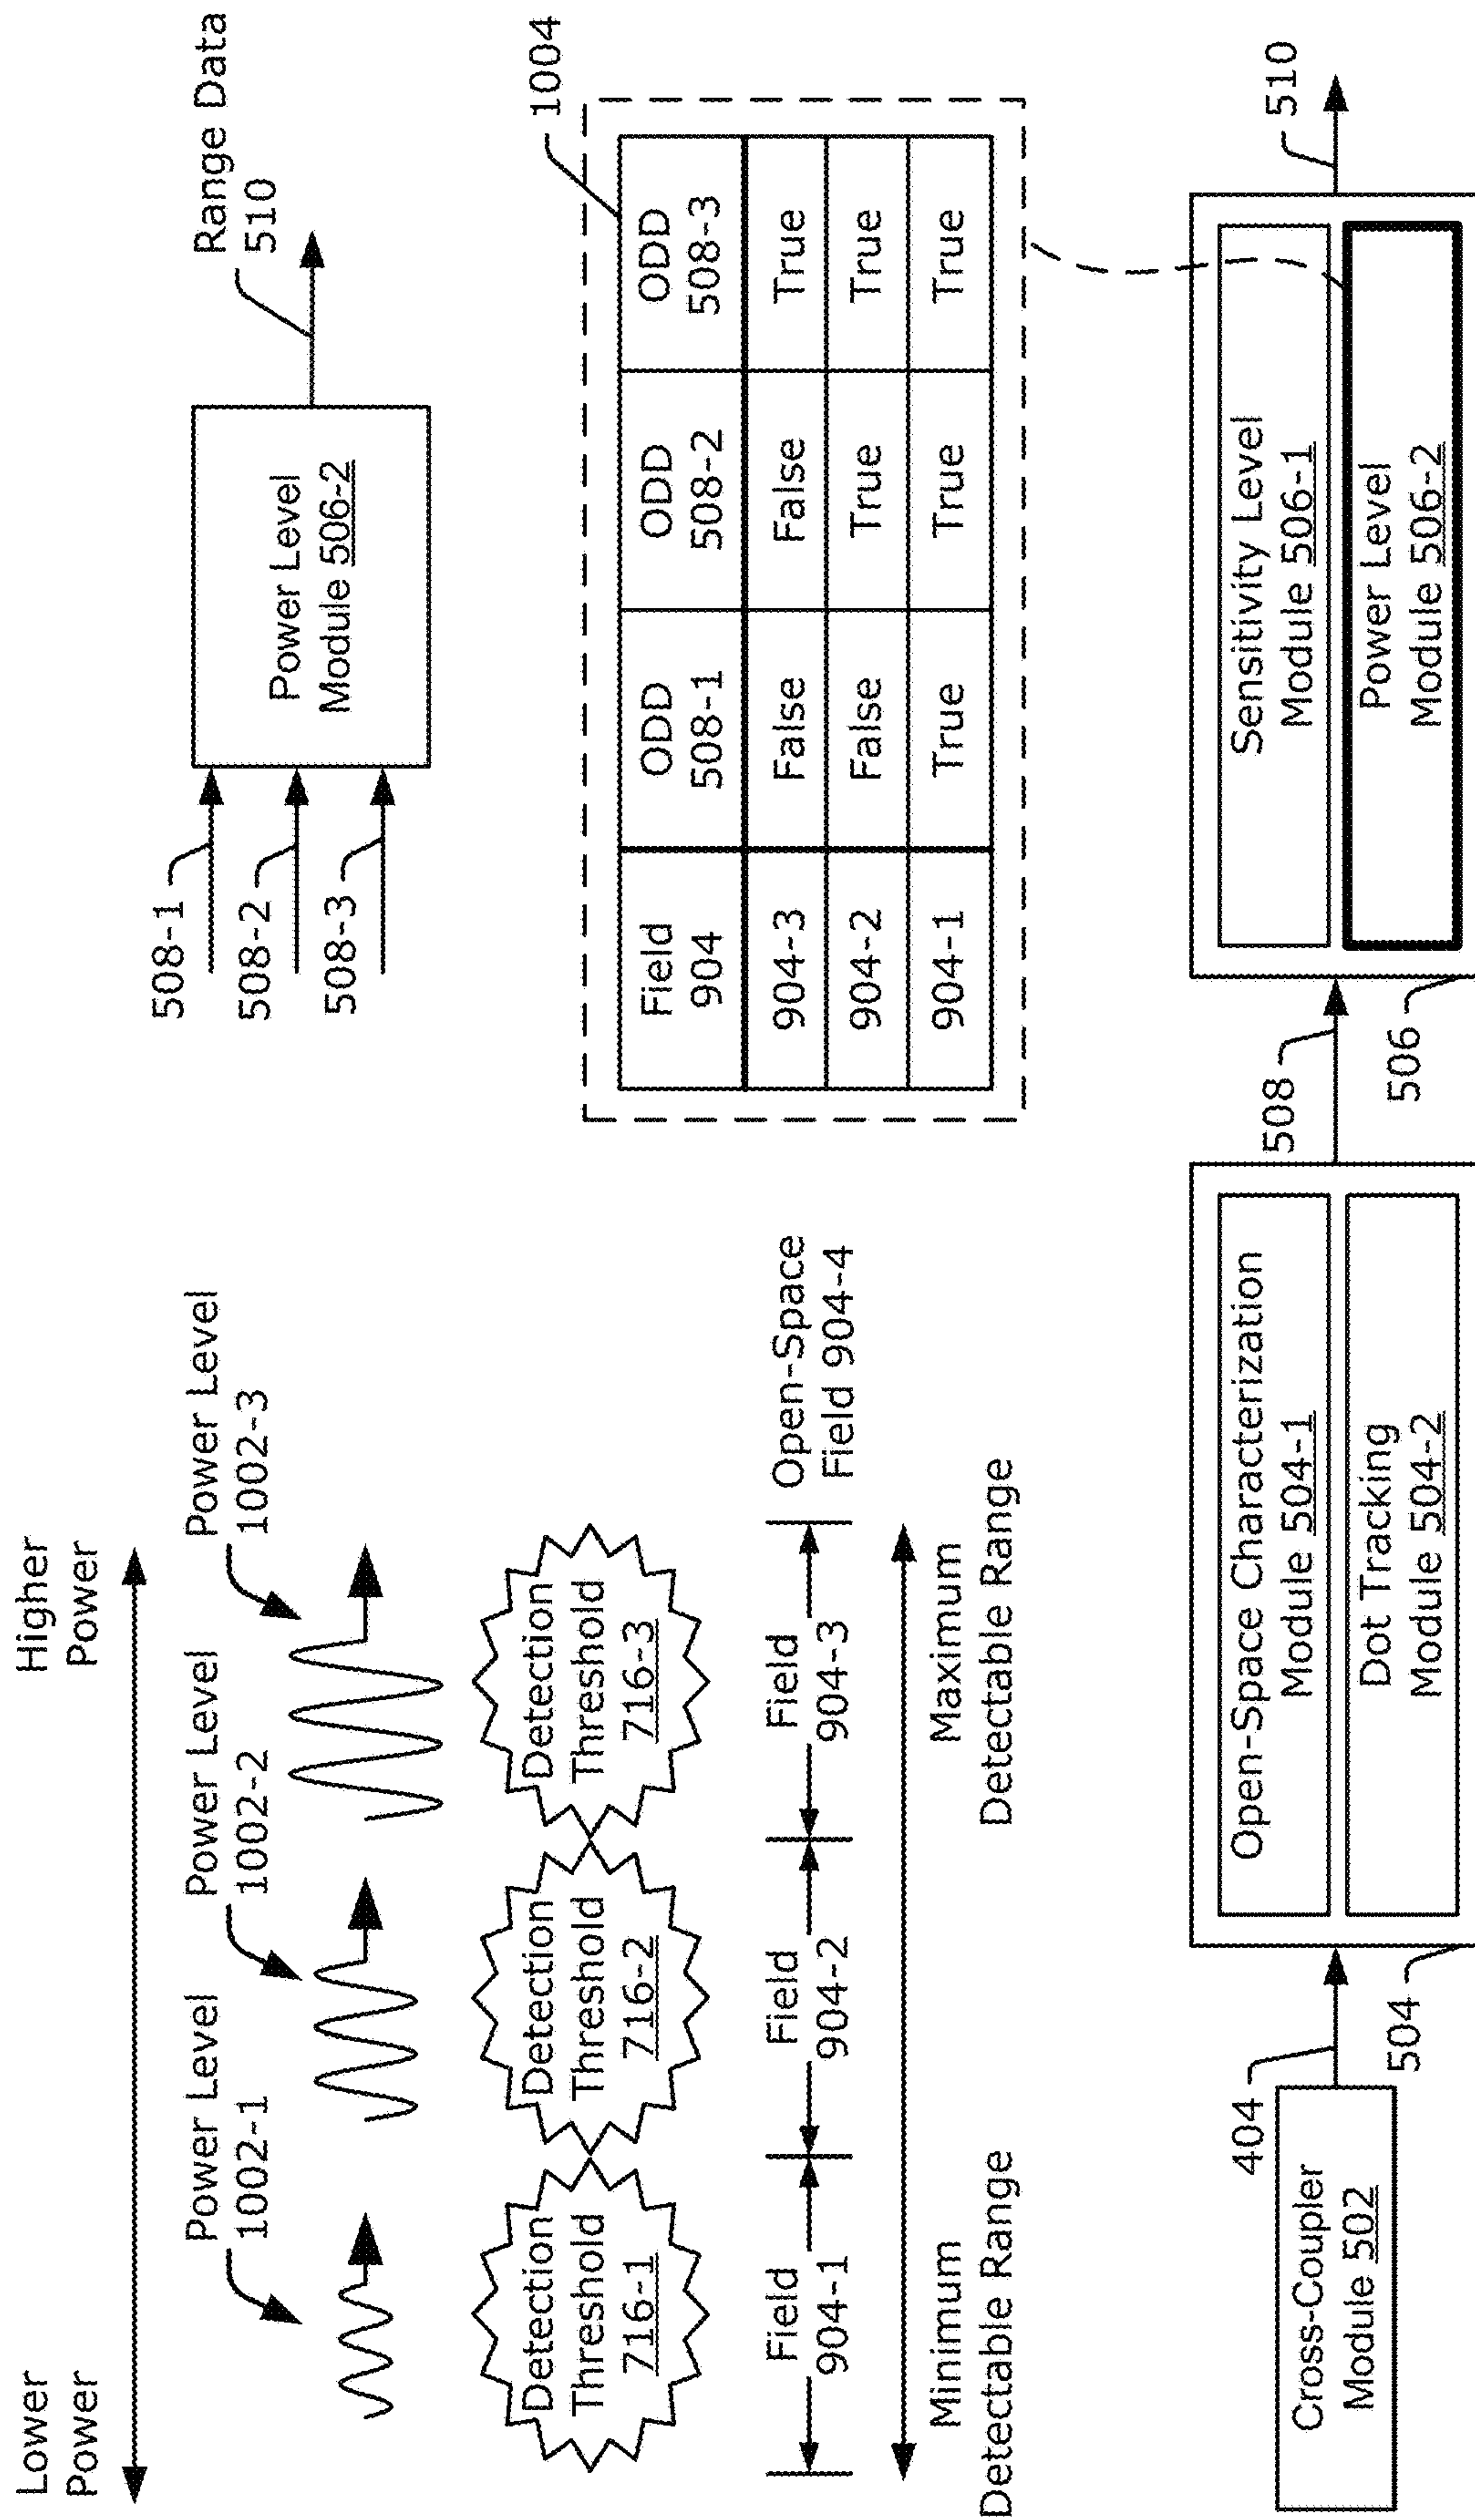 Lower
Power
Higher
Power
Power Level
1002-1
Power Level
1002-2
Power Level
1002-3
Detection
Threshold
716-1
Detection
Threshold
716-2
Detection
Threshold
716-3
Field
904-1
Field
904-2
Field
904-3
Open-Space
Field 904-4
Minimum
Detectable Range
Maximum
Detectable Range
508-1
508-2
508-3
Power Level
Module 506-2
Range Data
510
1004
Field
904
ODD
508-1
ODD
508-2
ODD
508-3
904-3
False
False
True
904-2
False
True
True
904-1
True
True
True
Cross-Coupler
Module 502
404
504
Open-Space Characterization
Module 504-1
Dot Tracking
Module 504-2
508
506
Sensitivity Level
Module 506-1
Power Level
Module 506-2
510